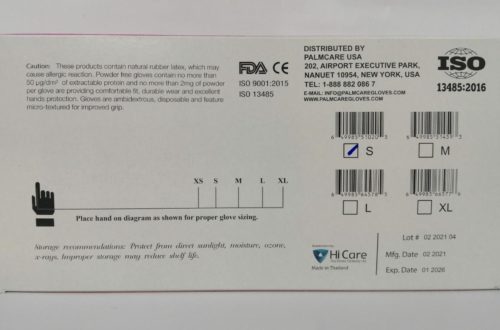 Caution: These products contain natural-rubber latex, which may
cause allergic reaction. Powder free gloves contain no more than
50 µg/dm² of extractable protein and no more than 2mg of powder
per glove are providing comfortable fit, durable wear and excellent
hands protection. Gloves are ambidextrous, disposable and feature
micro-textured for improved grip.
FDA CE
ISO 9001:2015
ISO 13485
DISTRIBUTED BY
PALMCARE USA
202, AIRPORT EXECUTIVE PARK,
NANUET 10954, NEW YORK, USA
TEL: 1-888 882 086 7
E-MAIL: INFO@PALMCAREGLOVES.COM
WWW.PALMCAREGLOVES.COM
ISO
13485:2016
S
M
L
XL
XS S M L XL
Place hand on diagram as shown for proper glove sizing.
Storage recommendations: Protect from direct sunlight, moisture, ozone,
x-rays, Improper storage may reduce shelf life.
Hi Care
Made in Thailand
Lot # 02 2021 04
Mfg. Date 02 2021
Exp. Date 01 2026